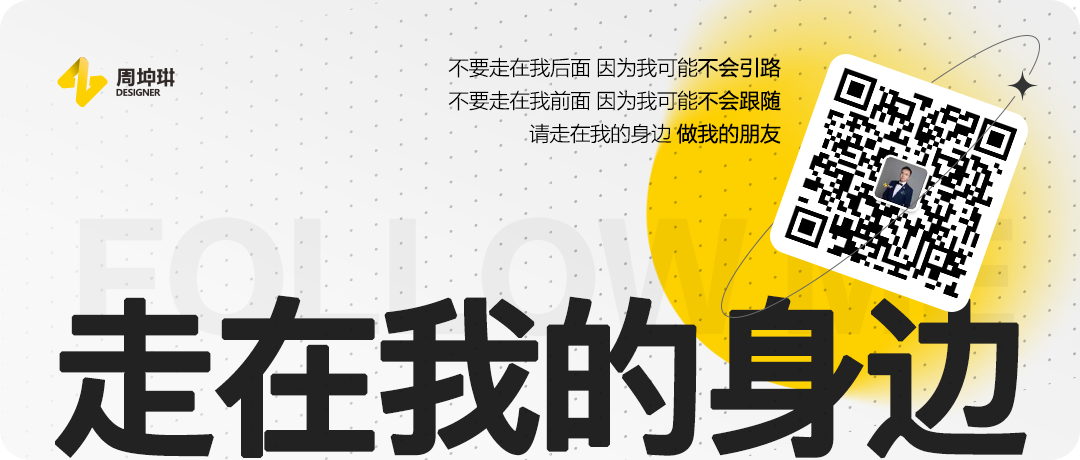 周坤琳
DESIGNER
不要走在我后面 因为我可能不会引路
不要走在我前面 因为我可能不会跟随
请走在我的身边 做我的朋友
FOLLOW ME
走在我的身边